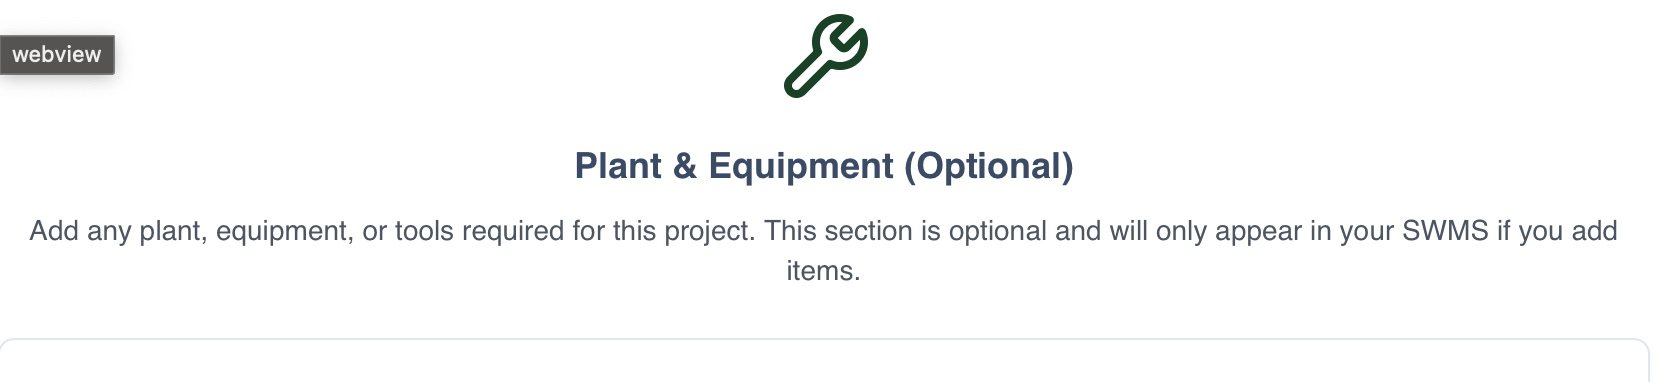 webview
Plant & Equipment (Optional)
Add any plant, equipment, or tools required for this project. This section is optional and will only appear in your SWMS if you add
items.